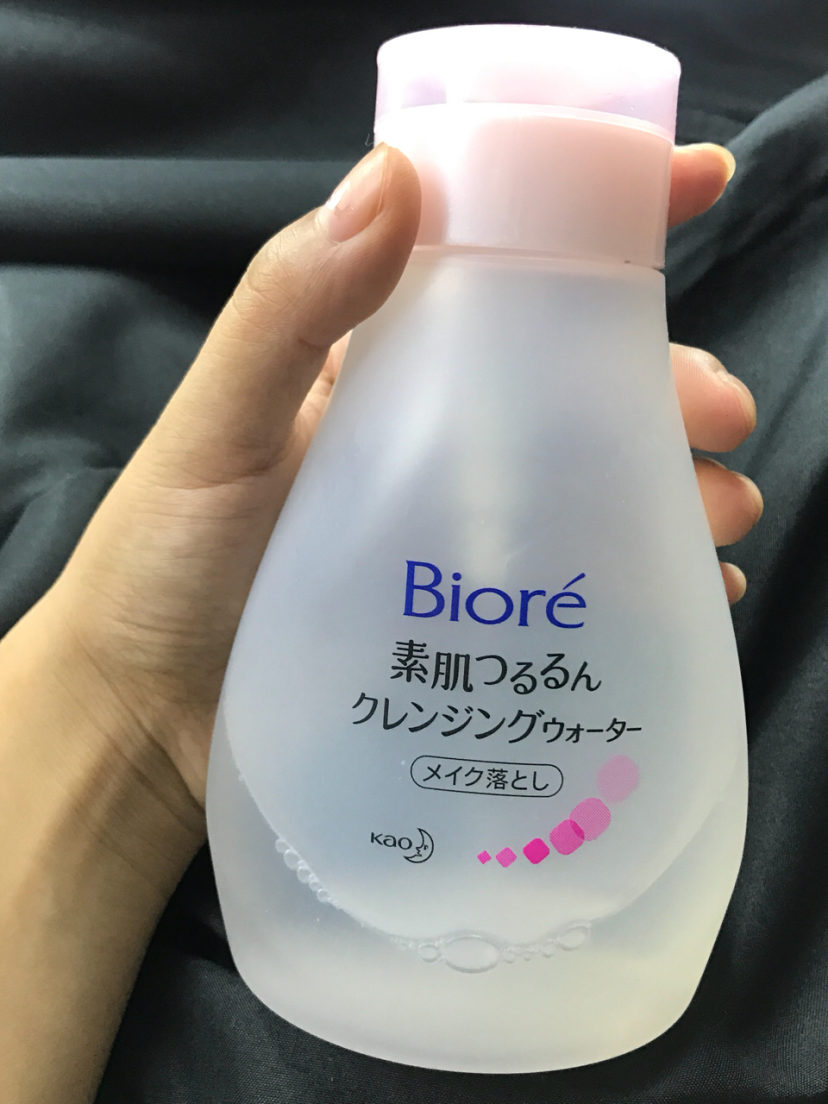 Bioré
素肌つるるん
クレンジングウォーター
メイク落とし
Kao